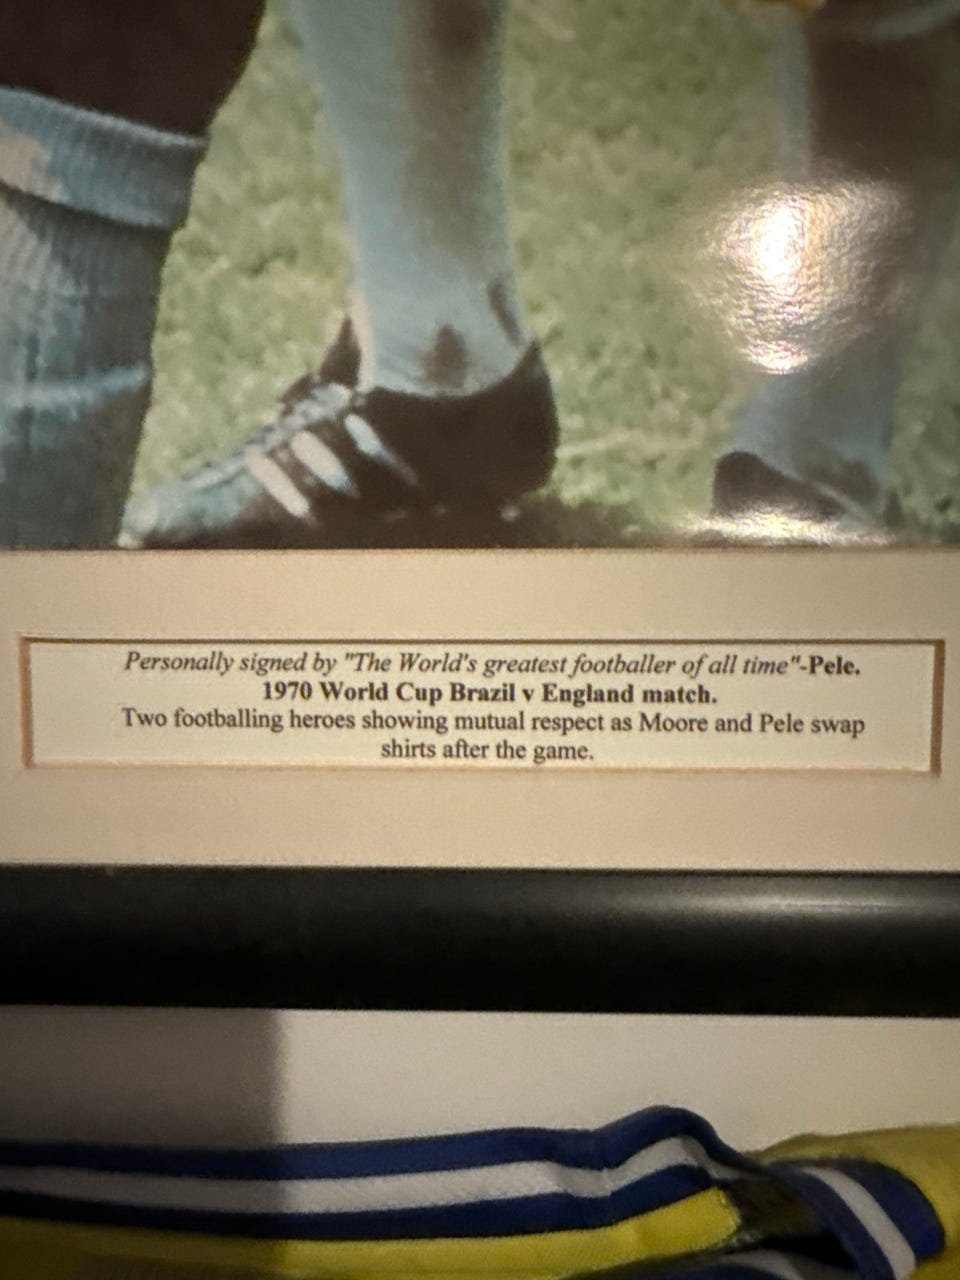 Personally signed by "The World's greatest footballer of all time"-Pele.
1970 World Cup Brazil v England match.
Two footballing heroes showing mutual respect as Moore and Pele swap
shirts after the game.